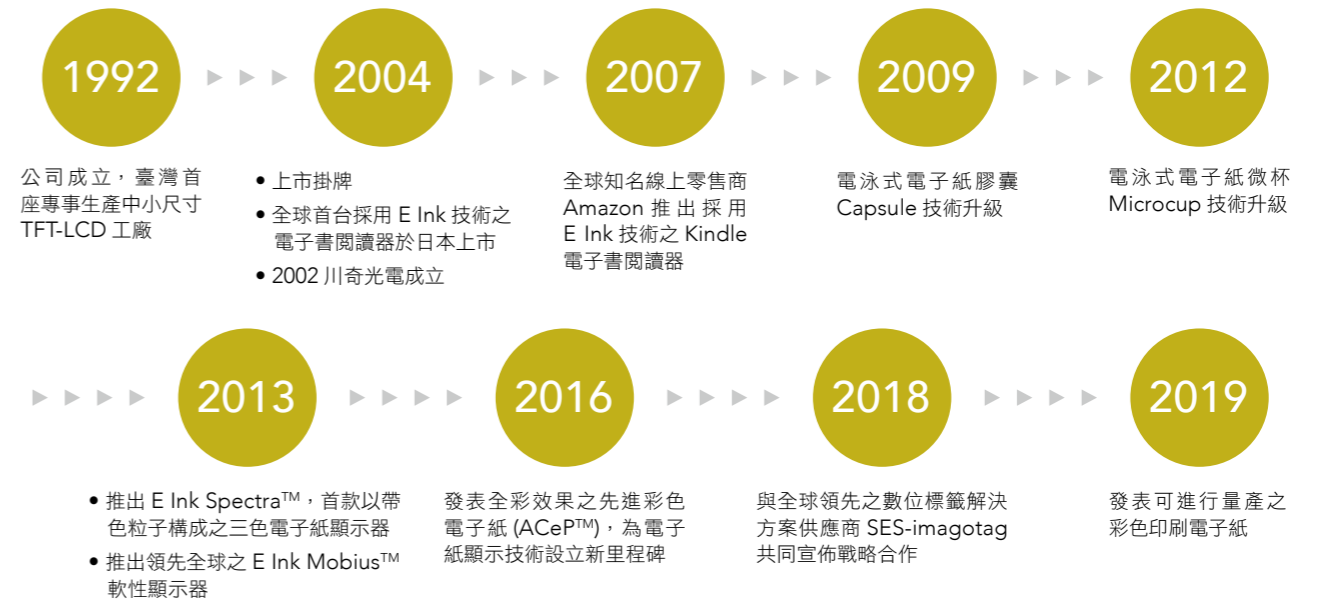 1992
公司成立，臺灣首
座專事生產中小尺寸
TFT-LCD 工廠
2004
• 上市掛牌
• 全球首台採用 E Ink 技術之
電子書閱讀器於日本上市
• 2002 川奇光電成立
2007
全球知名線上零售商
Amazon 推出採用
E Ink 技術之 Kindle
電子書閱讀器
2009
電泳式電子紙膠囊
Capsule 技術升級
2012
電泳式電子紙微杯
Microcup 技術升級
2013
• 推出 E Ink Spectra™，首款以帶
色粒子構成之三色電子紙顯示器
• 推出領先全球之 E Ink Mobius™
軟性顯示器
2016
發表全彩效果之先進彩色
電子紙 (ACeP™)，為電子
紙顯示技術設立新里程碑
2018
與全球領先之數位標籤解決
方案供應商 SES-imagotag
共同宣佈戰略合作
2019
發表可進行量產之
彩色印刷電子紙